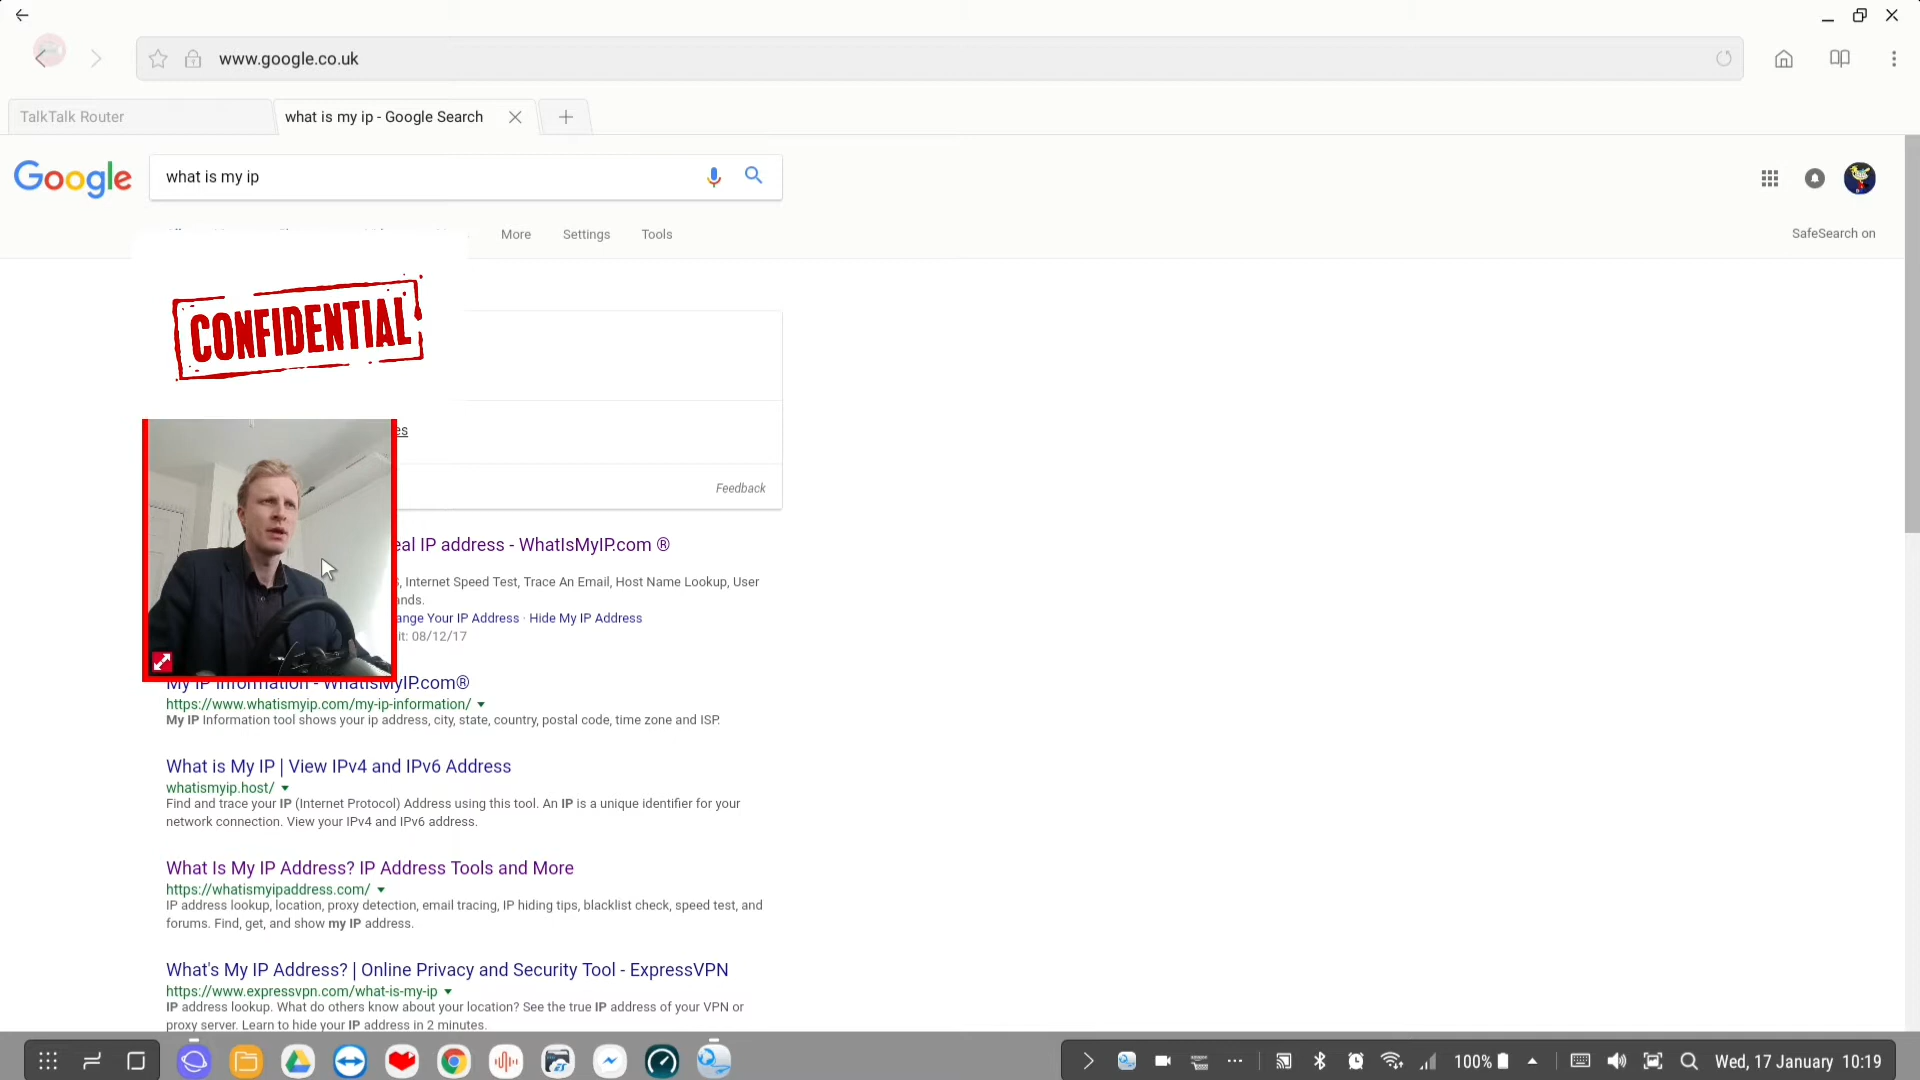 www.google.co.uk
TalkTalk Router
what is my ip - Google Search
Google
what is my ip
More
Settings
Tools
SafeSearch on
CONFIDENTIAL
es
Feedback
eal IP address - WhatIsMyIP.com ®
, Internet Speed Test, Trace An Email, Host Name Lookup, User
ands.
ange Your IP Address · Hide My IP Address
it: 08/12/17
My IP Information - WhatIsMyIP.com®
https://www.whatismyip.com/my-ip-information/
My IP Information tool shows your ip address, city, state, country, postal code, time zone and ISP.
What is My IP | View IPv4 and IPv6 Address
whatismyip.host/
Find and trace your IP (Internet Protocol) Address using this tool. An IP is a unique identifier for your
network connection. View your IPv4 and IPv6 address.
What Is My IP Address? IP Address Tools and More
https://whatismyipaddress.com/
IP address lookup, location, proxy detection, email tracing, IP hiding tips, blacklist check, speed test, and
forums. Find, get, and show my IP address.
What's My IP Address? | Online Privacy and Security Tool - ExpressVPN
https://www.expressvpn.com/what-is-my-ip
IP address lookup. What do others know about your location? See the true IP address of your VPN or
proxy server. Learn to hide your IP address in 2 minutes.
100%
Wed, 17 January 10:19